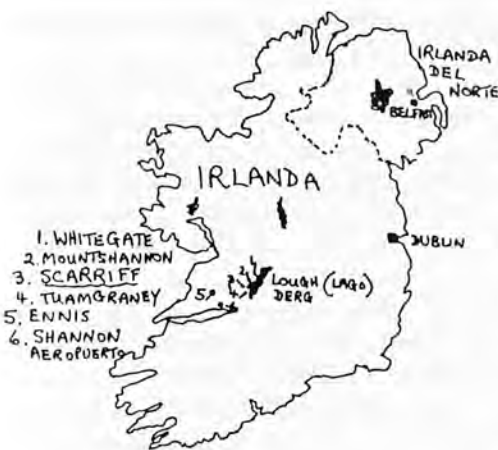 IRLANDA
DEL
NORTE
BELFAST
IRLANDA
1. WHITEGATE
2. MOUNTSHANNON
3. SCARRIFF
4. TUAMGRANEY
5. ENNIS
6. SHANNON
AEROPUERTO
DUBLIN
LOUGH (LAGO)
DERG
5.